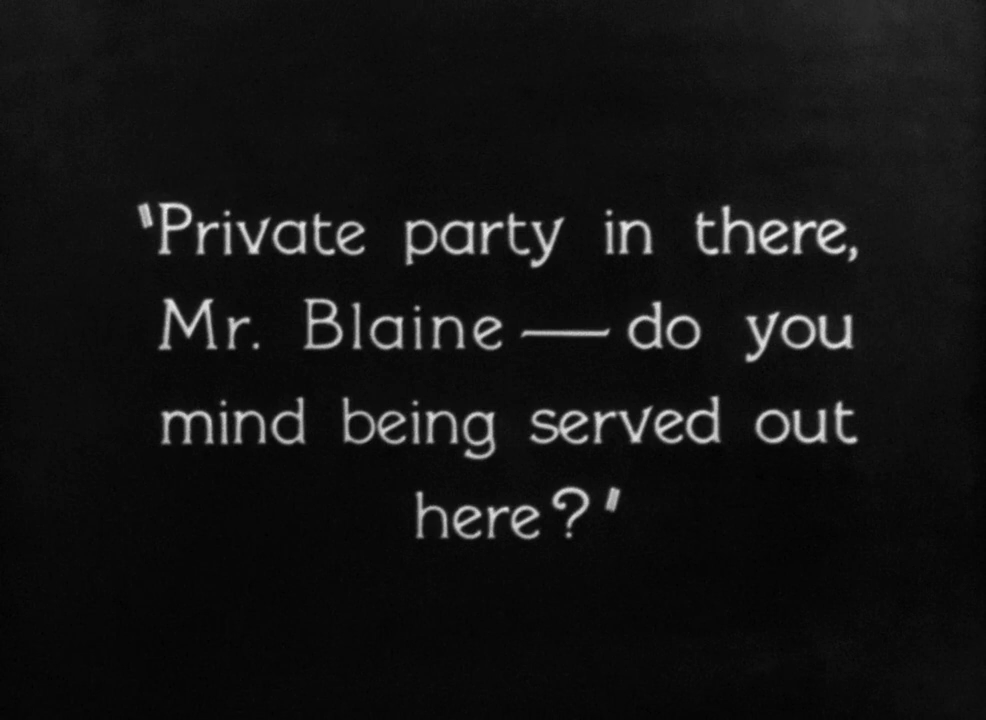 "Private party in there,
Mr. Blaine — do you
mind being served out
here?"